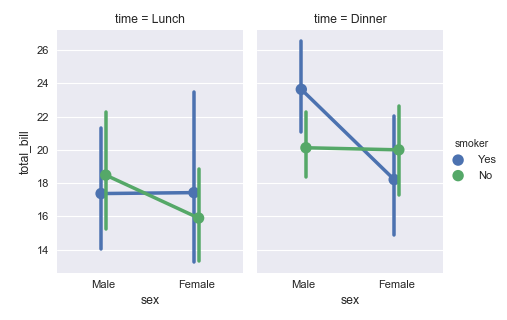 time = Lunch
time = Dinner
26
24
22
20
18
16
14
total_bill
Male
Female
Male
Female
sex
sex
smoker
Yes
No